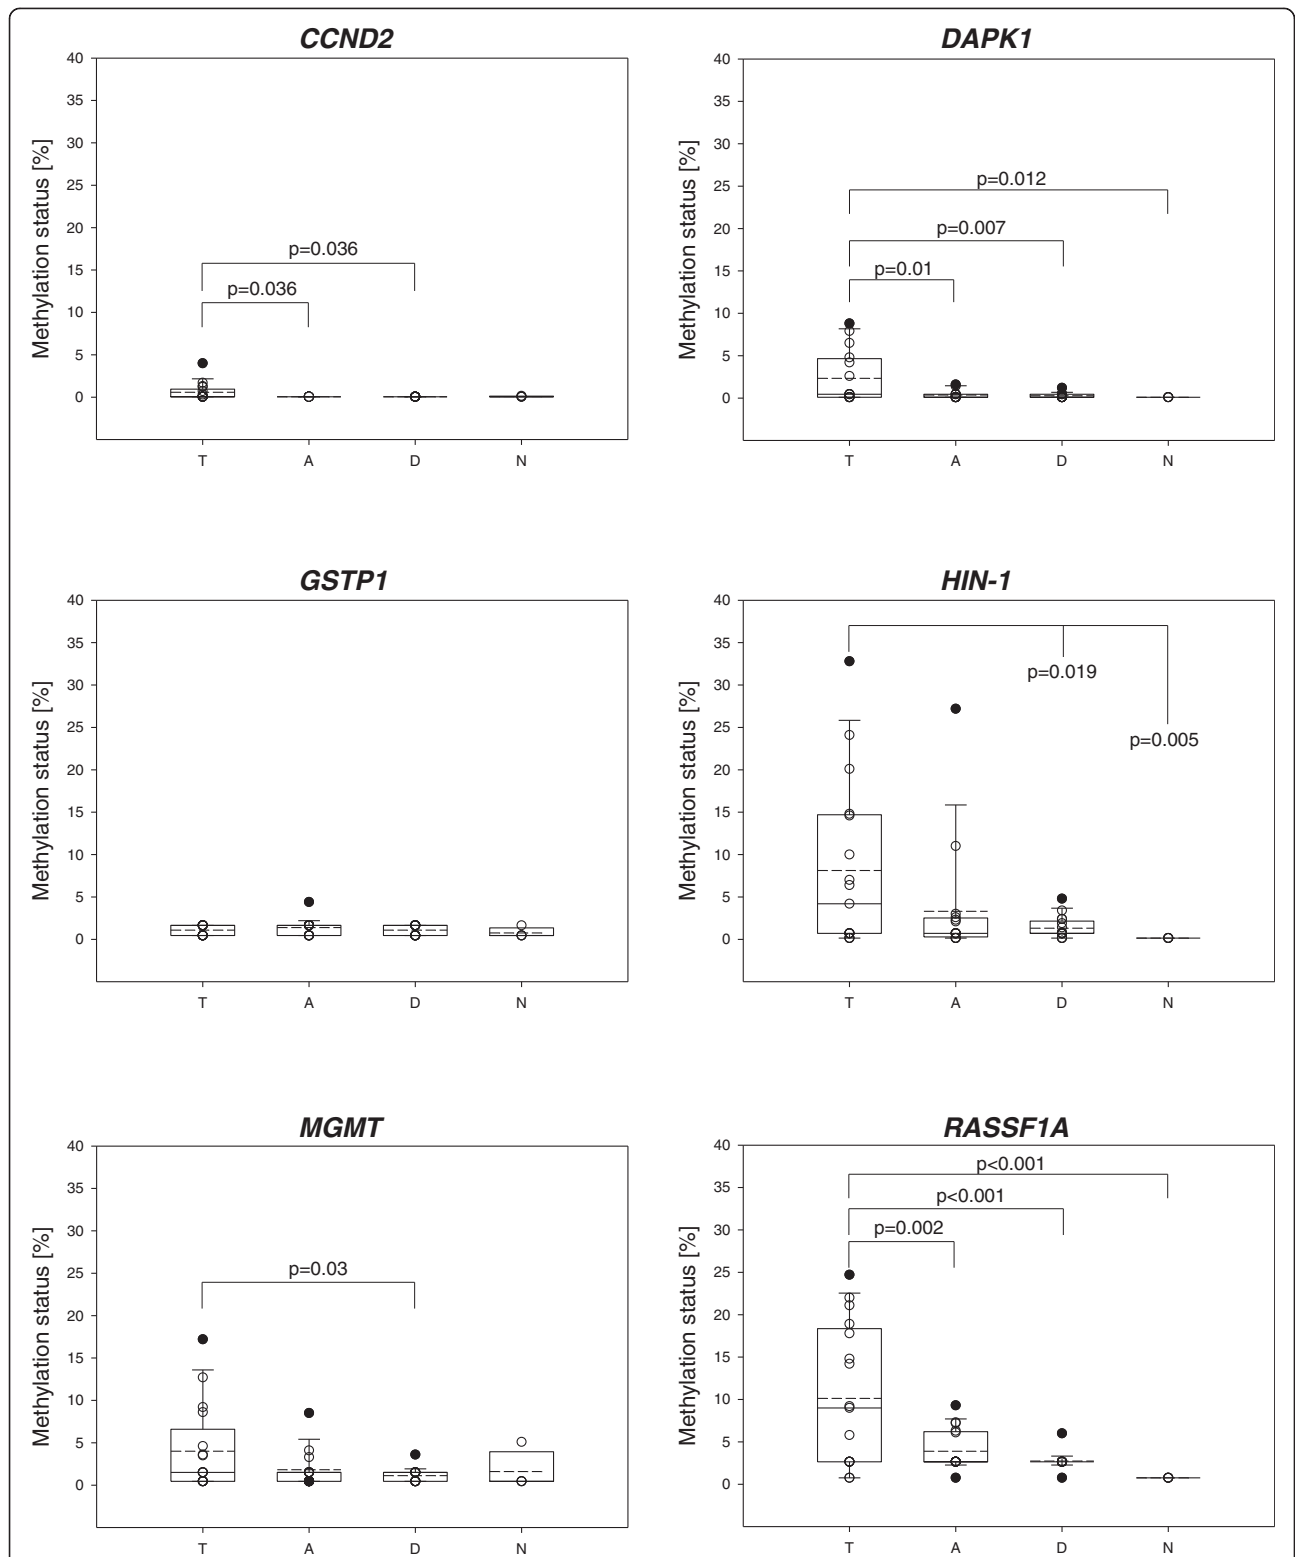 CCND2
40
35
30
25
20
15
10
5
0
Methylation status [%]
p=0.036
p=0.036
T A D N
DAPK1
40
35
30
25
20
15
10
5
0
Methylation status [%]
p=0.012
p=0.007
p=0.01
T A D N
GSTP1
40
35
30
25
20
15
10
5
0
Methylation status [%]
T A D N
HIN-1
40
35
30
25
20
15
10
5
0
Methylation status [%]
p=0.019
p=0.005
T A D N
MGMT
40
35
30
25
20
15
10
5
0
Methylation status [%]
p=0.03
T A D N
RASSF1A
40
35
30
25
20
15
10
5
0
Methylation status [%]
p<0.001
p<0.001
p=0.002
T A D N